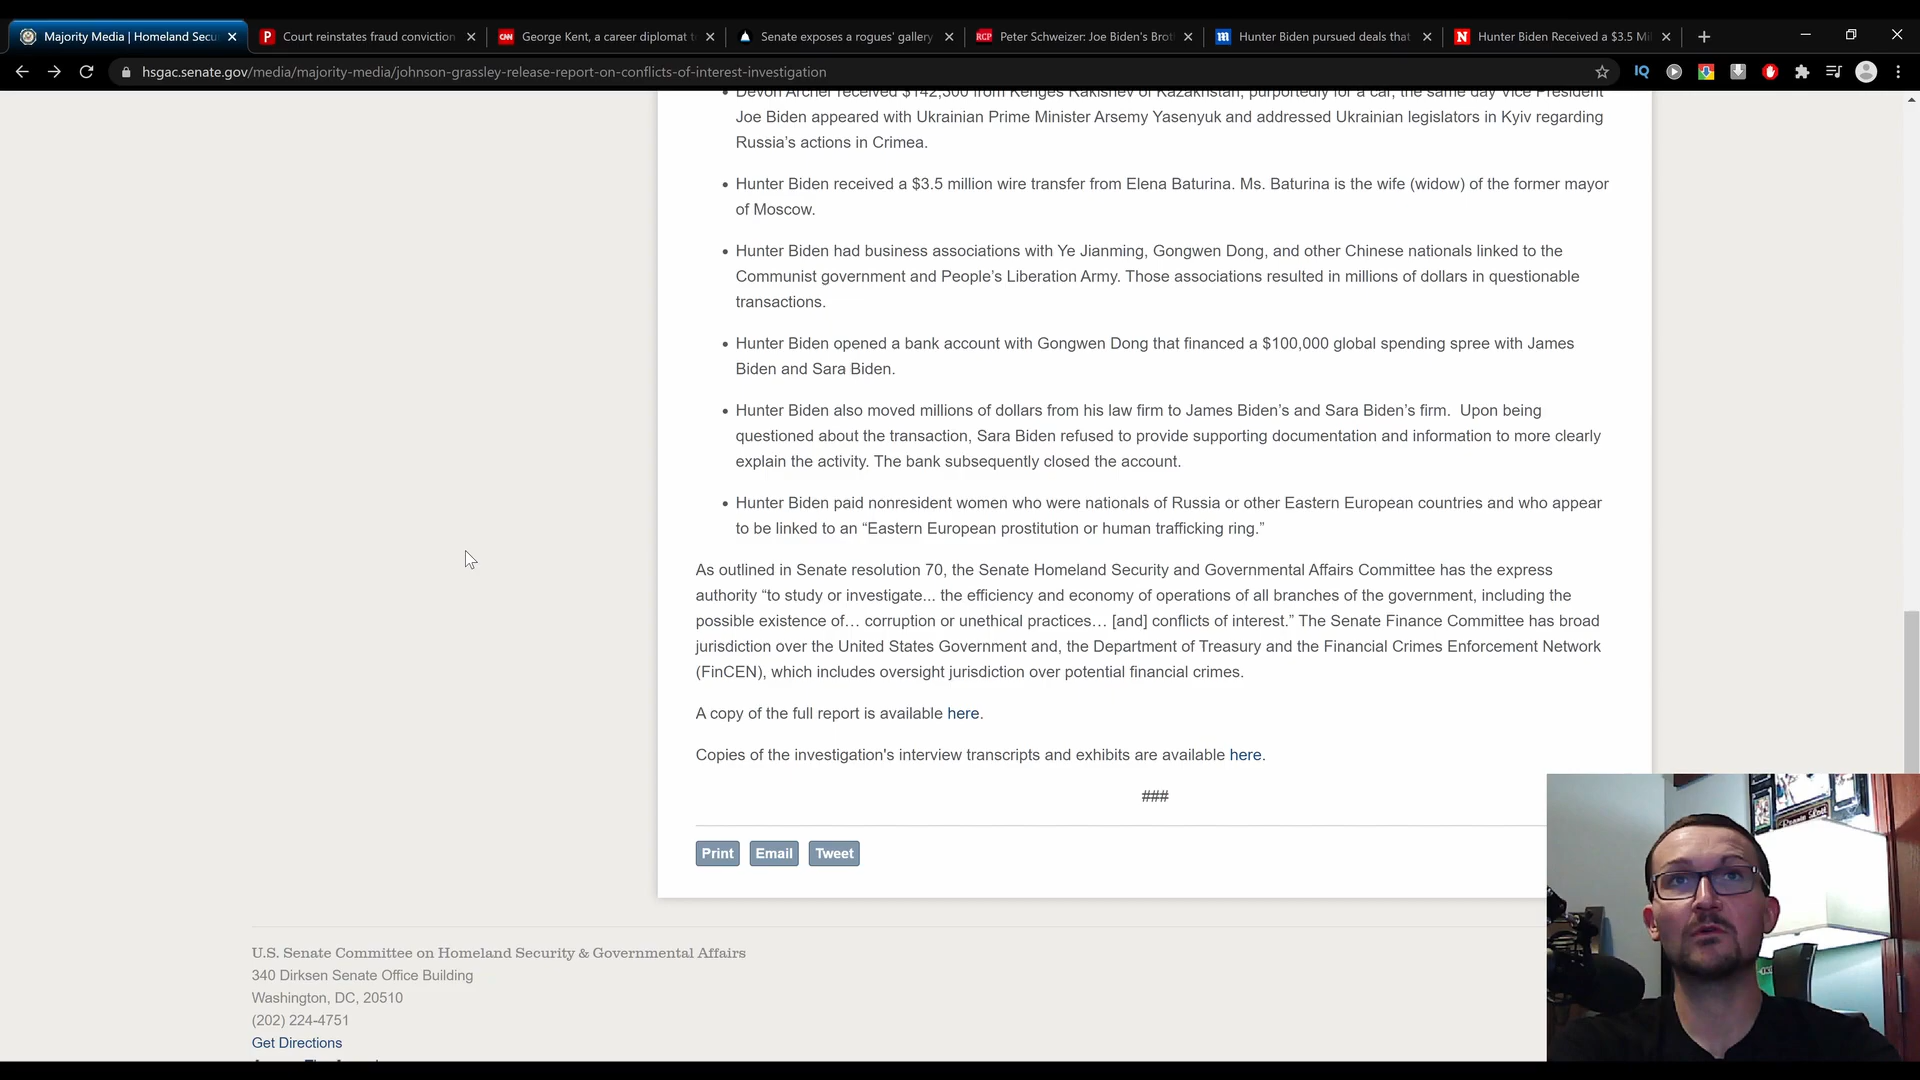 Majority Media | Homeland Secu
Court reinstates fraud conviction
George Kent, a career diplomat t
Senate exposes a rogues' gallery
Peter Schweizer: Joe Biden's Brot
Hunter Biden pursued deals that
Hunter Biden Received a $3.5 Mil
hsgac.senate.gov/media/majority-media/johnson-grassley-release-report-on-conflicts-of-interest-investigation
Devon Archer received $142,300 from Kenges Rakishev of Kazakhstan, purportedly for a car, the same day Vice President
Joe Biden appeared with Ukrainian Prime Minister Arsemy Yasenyuk and addressed Ukrainian legislators in Kyiv regarding
Russia’s actions in Crimea.
• Hunter Biden received a $3.5 million wire transfer from Elena Baturina. Ms. Baturina is the wife (widow) of the former mayor
of Moscow.
• Hunter Biden had business associations with Ye Jianming, Gongwen Dong, and other Chinese nationals linked to the
Communist government and People’s Liberation Army. Those associations resulted in millions of dollars in questionable
transactions.
• Hunter Biden opened a bank account with Gongwen Dong that financed a $100,000 global spending spree with James
Biden and Sara Biden.
• Hunter Biden also moved millions of dollars from his law firm to James Biden’s and Sara Biden’s firm.  Upon being
questioned about the transaction, Sara Biden refused to provide supporting documentation and information to more clearly
explain the activity. The bank subsequently closed the account.
• Hunter Biden paid nonresident women who were nationals of Russia or other Eastern European countries and who appear
to be linked to an “Eastern European prostitution or human trafficking ring.”
As outlined in Senate resolution 70, the Senate Homeland Security and Governmental Affairs Committee has the express
authority “to study or investigate... the efficiency and economy of operations of all branches of the government, including the
possible existence of… corruption or unethical practices… [and] conflicts of interest.” The Senate Finance Committee has broad
jurisdiction over the United States Government and, the Department of Treasury and the Financial Crimes Enforcement Network
(FinCEN), which includes oversight jurisdiction over potential financial crimes.
A copy of the full report is available here.
Copies of the investigation's interview transcripts and exhibits are available here.
###
Print Email Tweet
U.S. Senate Committee on Homeland Security & Governmental Affairs
340 Dirksen Senate Office Building
Washington, DC, 20510
(202) 224-4751
Get Directions